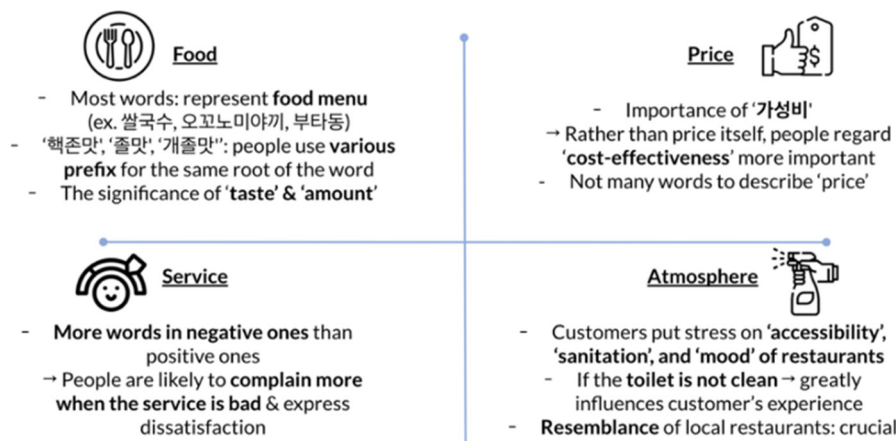 Food
- Most words: represent food menu
(ex. 쌀국수, 오꼬노미야끼, 부타동)
- '핵존맛', '졸맛', '개졸맛'': people use various
prefix for the same root of the word
- The significance of 'taste' & 'amount'
Price
$
- Importance of '가성비'
→ Rather than price itself, people regard
'cost-effectiveness' more important
- Not many words to describe 'price'
Service
- More words in negative ones than
positive ones
→ People are likely to complain more
when the service is bad & express
dissatisfaction
Atmosphere
- Customers put stress on 'accessibility',
'sanitation', and 'mood' of restaurants
- If the toilet is not clean → greatly
influences customer's experience
- Resemblance of local restaurants: crucial